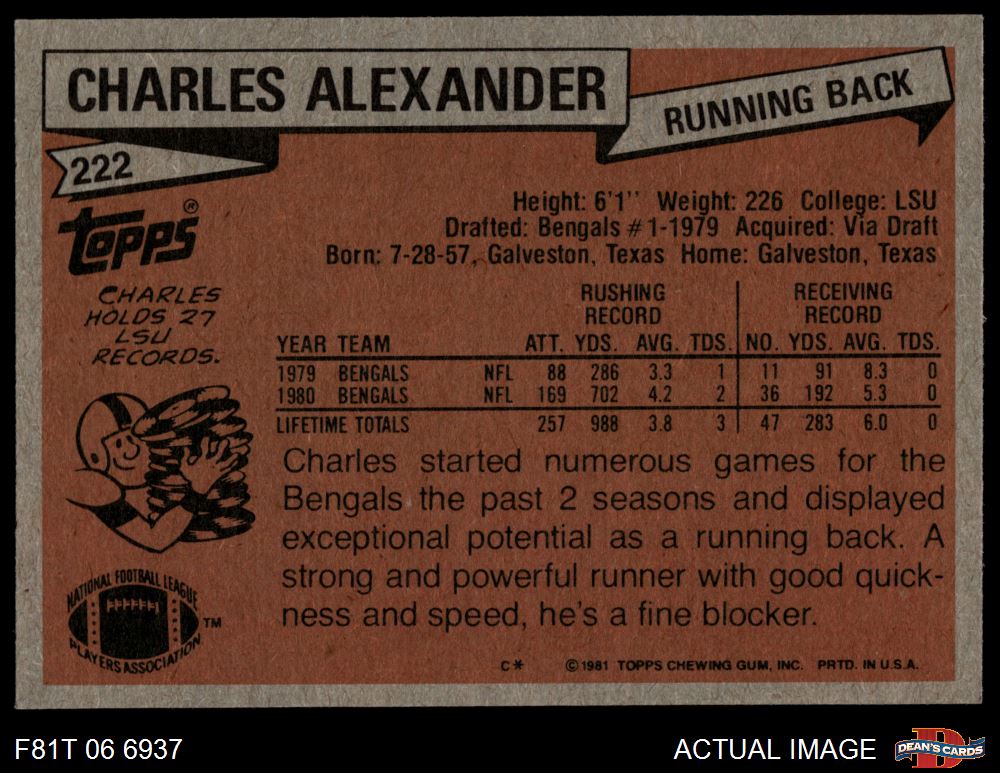 CHARLES ALEXANDER
RUNNING BACK
222
Topps®
Height: 6'1'' Weight: 226 College: LSU
Drafted: Bengals #1-1979 Acquired: Via Draft
Born: 7-28-57, Galveston, Texas Home: Galveston, Texas
CHARLES
HOLDS 27
LSU
RECORDS.
RUSHING RECEIVING
RECORD RECORD
YEAR TEAM ATT. YDS. AVG. TDS. NO. YDS. AVG. TDS.
1979 BENGALS NFL 88 286 3.3 1 11 91 8.3 0
1980 BENGALS NFL 169 702 4.2 2 36 192 5.3 0
LIFETIME TOTALS 257 988 3.8 3 47 283 6.0 0
Charles started numerous games for the
Bengals the past 2 seasons and displayed
exceptional potential as a running back. A
strong and powerful runner with good quick-
ness and speed, he's a fine blocker.
NATIONAL FOOTBALL LEAGUE
PLAYERS ASSOCIATION
TM
C* ©1981 TOPPS CHEWING GUM, INC. PRTD. IN U.S.A.
F81T 06 6937
ACTUAL IMAGE
D
DEAN'S CARDS